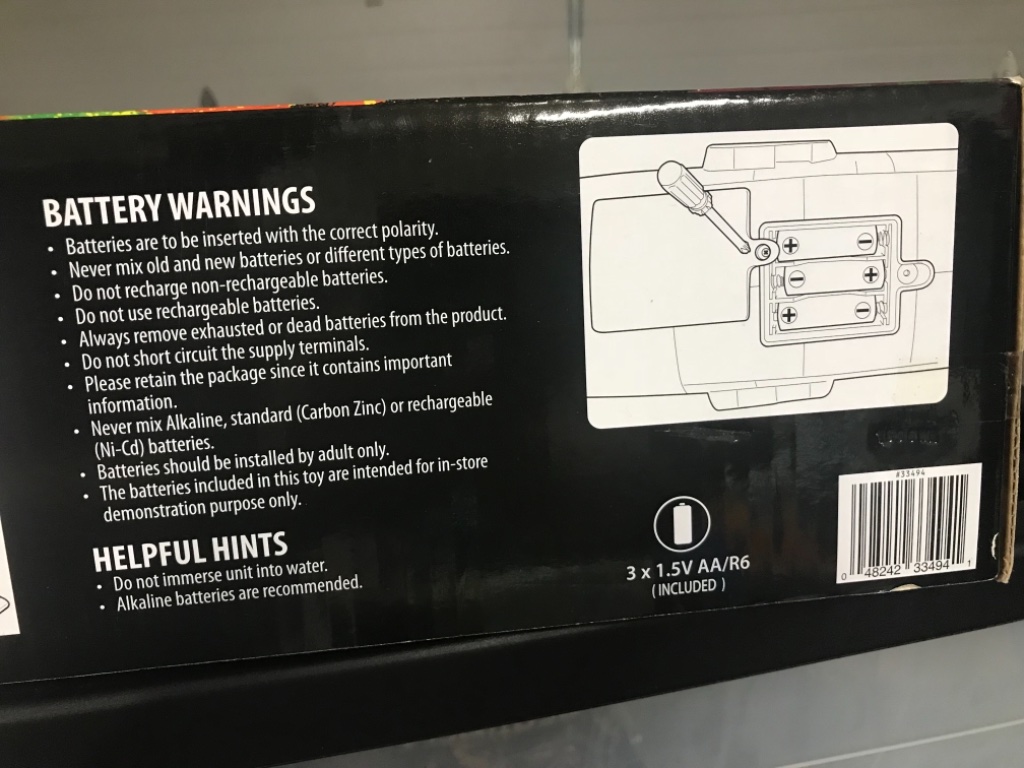 BATTERY WARNINGS
• Batteries are to be inserted with the correct polarity.
• Never mix old and new batteries or different types of batteries.
• Do not recharge non-rechargeable batteries.
• Do not use rechargeable batteries.
• Always remove exhausted or dead batteries from the product.
• Do not short circuit the supply terminals.
• Please retain the package since it contains important
information.
• Never mix Alkaline, standard (Carbon Zinc) or rechargeable
(Ni-Cd) batteries.
• Batteries should be installed by adult only.
• The batteries included in this toy are intended for in-store
demonstration purpose only.
HELPFUL HINTS
• Do not immerse unit into water.
• Alkaline batteries are recommended.
+ −
− +
+ −
3 x 1.5V AA/R6
(INCLUDED )
#33494
0 48242 33494 1